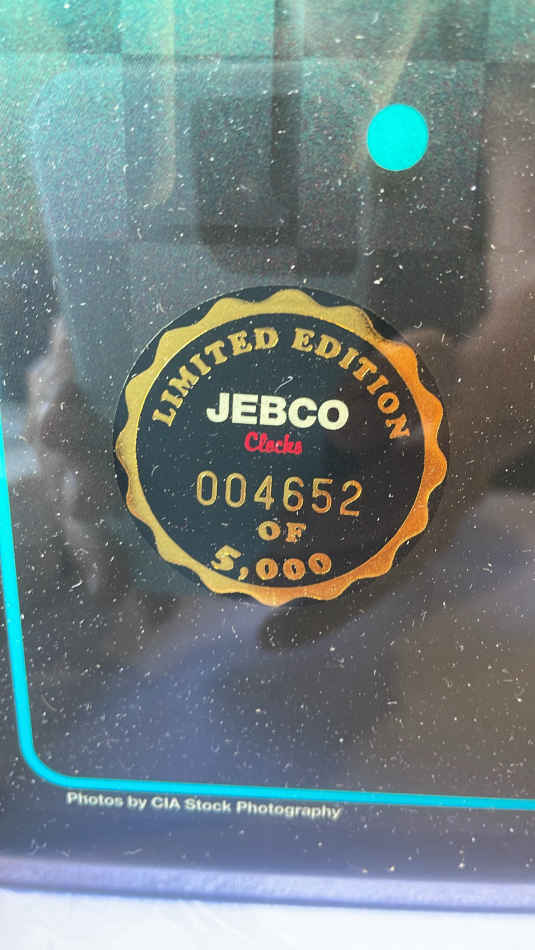 LIMITED EDITION
JEBCO
Clocks
004652
OF
5,000
Photos by CIA Stock Photography